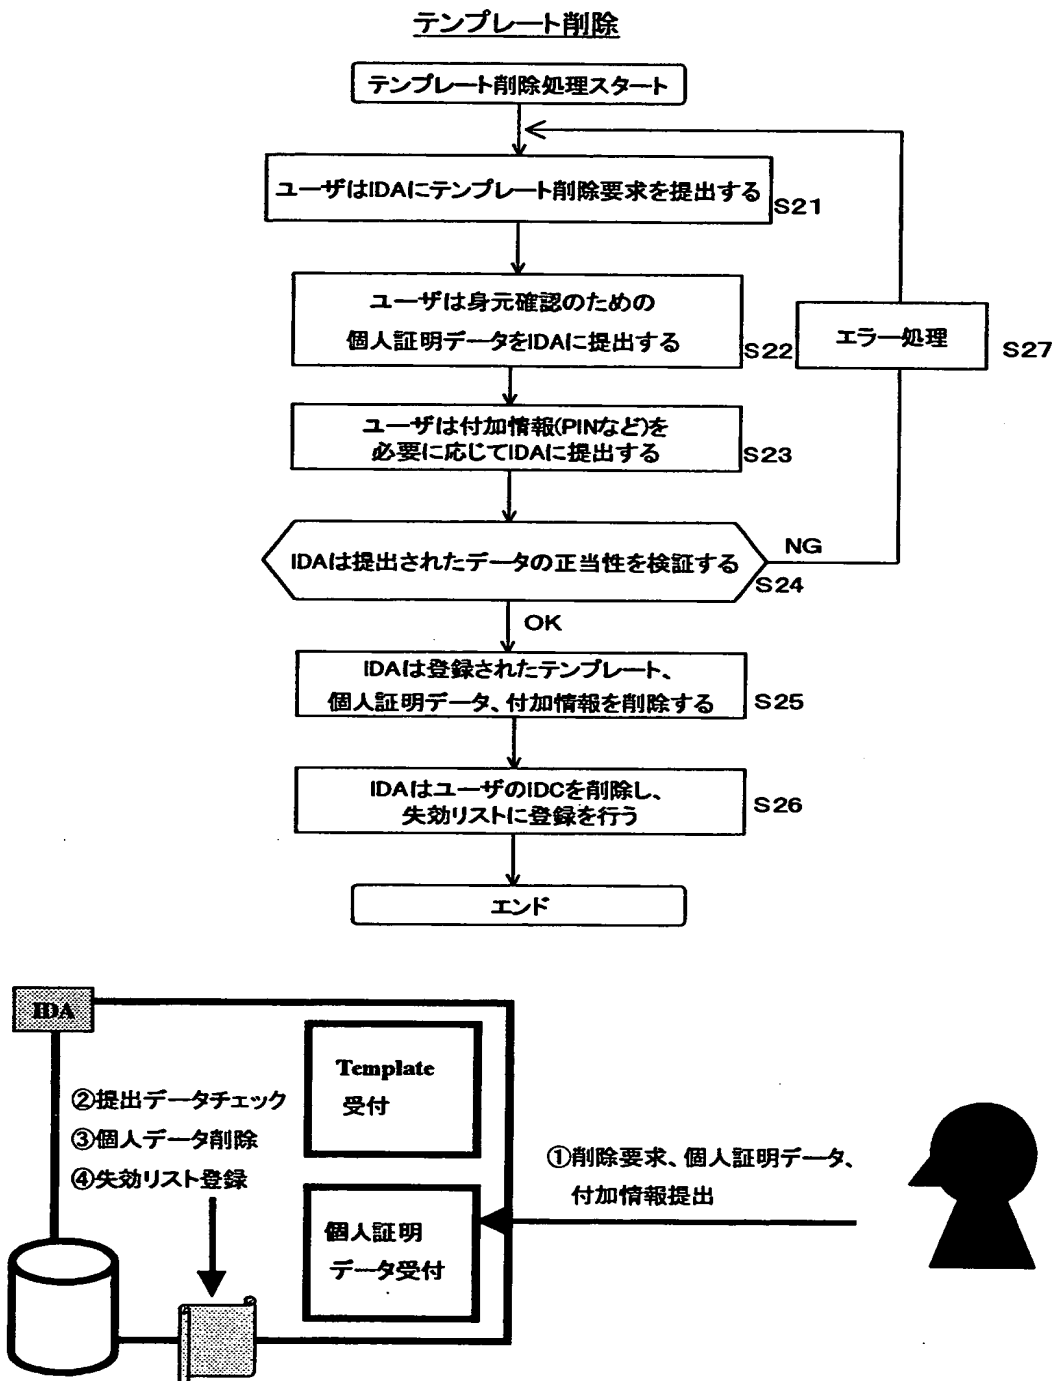 テンプレート削除
テンプレート削除処理スタート
ユーザはIDAにテンプレート削除要求を提出する
S21
ユーザは身元確認のための
個人証明データをIDAに提出する
S22
エラー処理
S27
ユーザは付加情報(PINなど)を
必要に応じてIDAに提出する
S23
IDAは提出されたデータの正当性を検証する
NG
S24
OK
IDAは登録されたテンプレート、
個人証明データ、付加情報を削除する
S25
IDAはユーザのIDCを削除し、
失効リストに登録を行う
S26
エンド
IDA
Template
受付
②提出データチェック
③個人データ削除
④失効リスト登録
①削除要求、個人証明データ、
付加情報提出
個人証明
データ受付